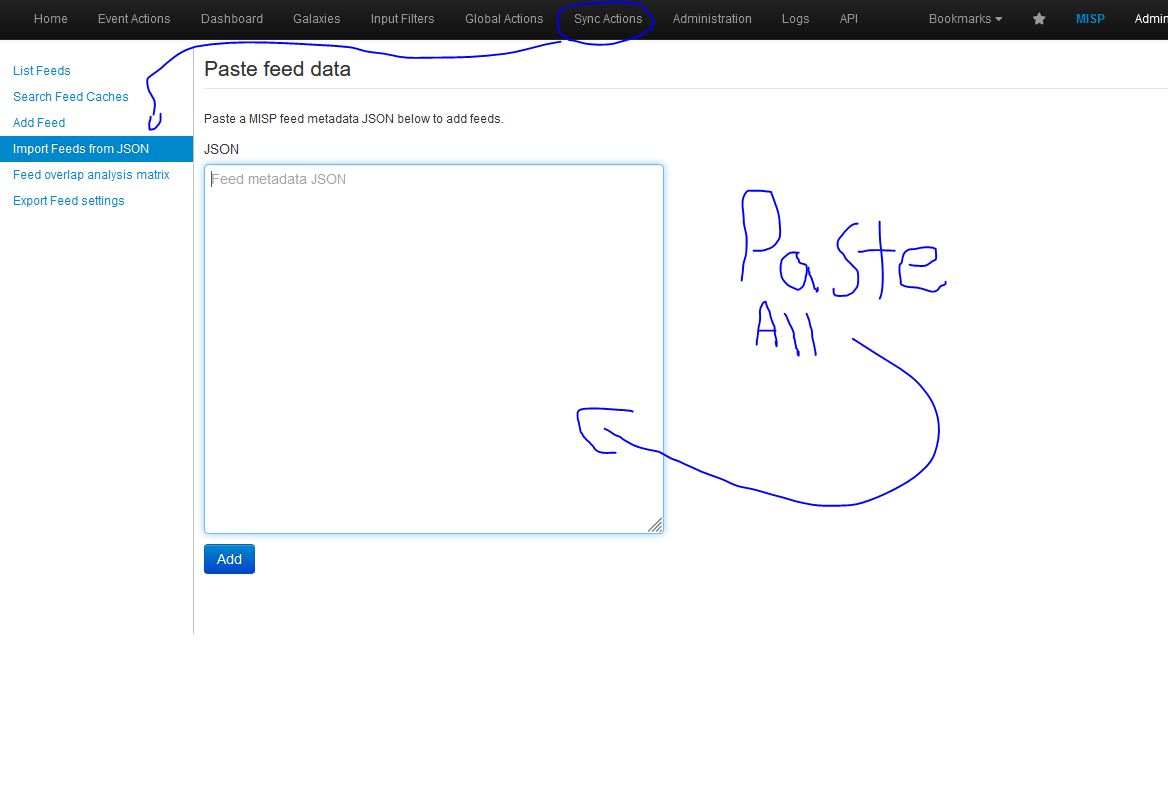 Home Event Actions Dashboard Galaxies Input Filters Global Actions Sync Actions Administration Logs API Bookmarks MISP Admin
List Feeds
Search Feed Caches
Add Feed
Import Feeds from JSON
Feed overlap analysis matrix
Export Feed settings
Paste feed data
Paste a MISP feed metadata JSON below to add feeds.
JSON
Feed metadata JSON
Add
Paste
All